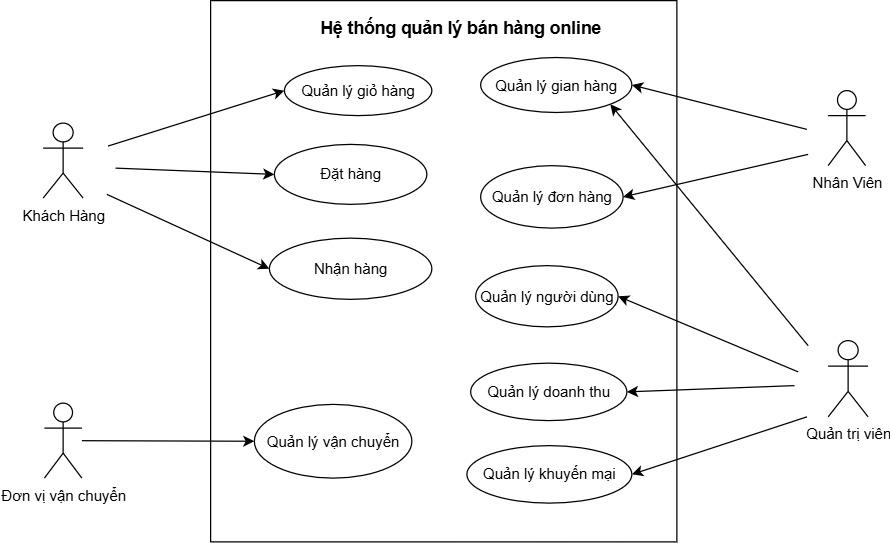 Hệ thống quản lý bán hàng online
Quản lý giỏ hàng
Quản lý gian hàng
Đặt hàng
Khách Hàng
Quản lý đơn hàng
Nhân Viên
Nhận hàng
Quản lý người dùng
Quản lý doanh thu
Quản trị viên
Quản lý vận chuyển
Quản lý khuyến mại
Đơn vị vận chuyển